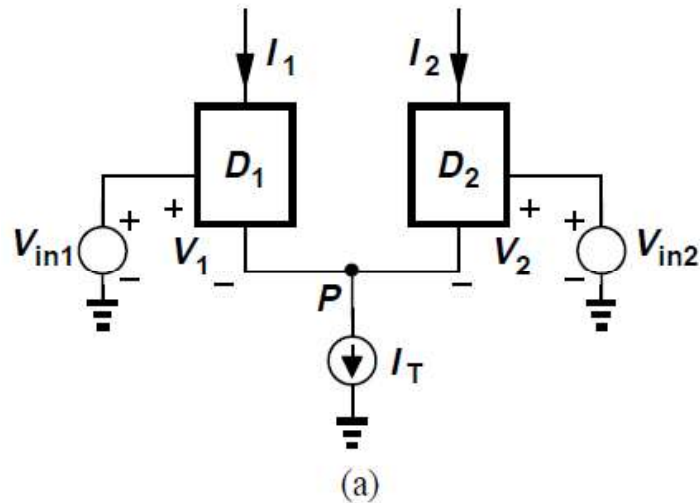 I1 I2
D1 D2
+ + + +
Vin1 V1 V2 Vin2
− − − −
P
IT
(a)